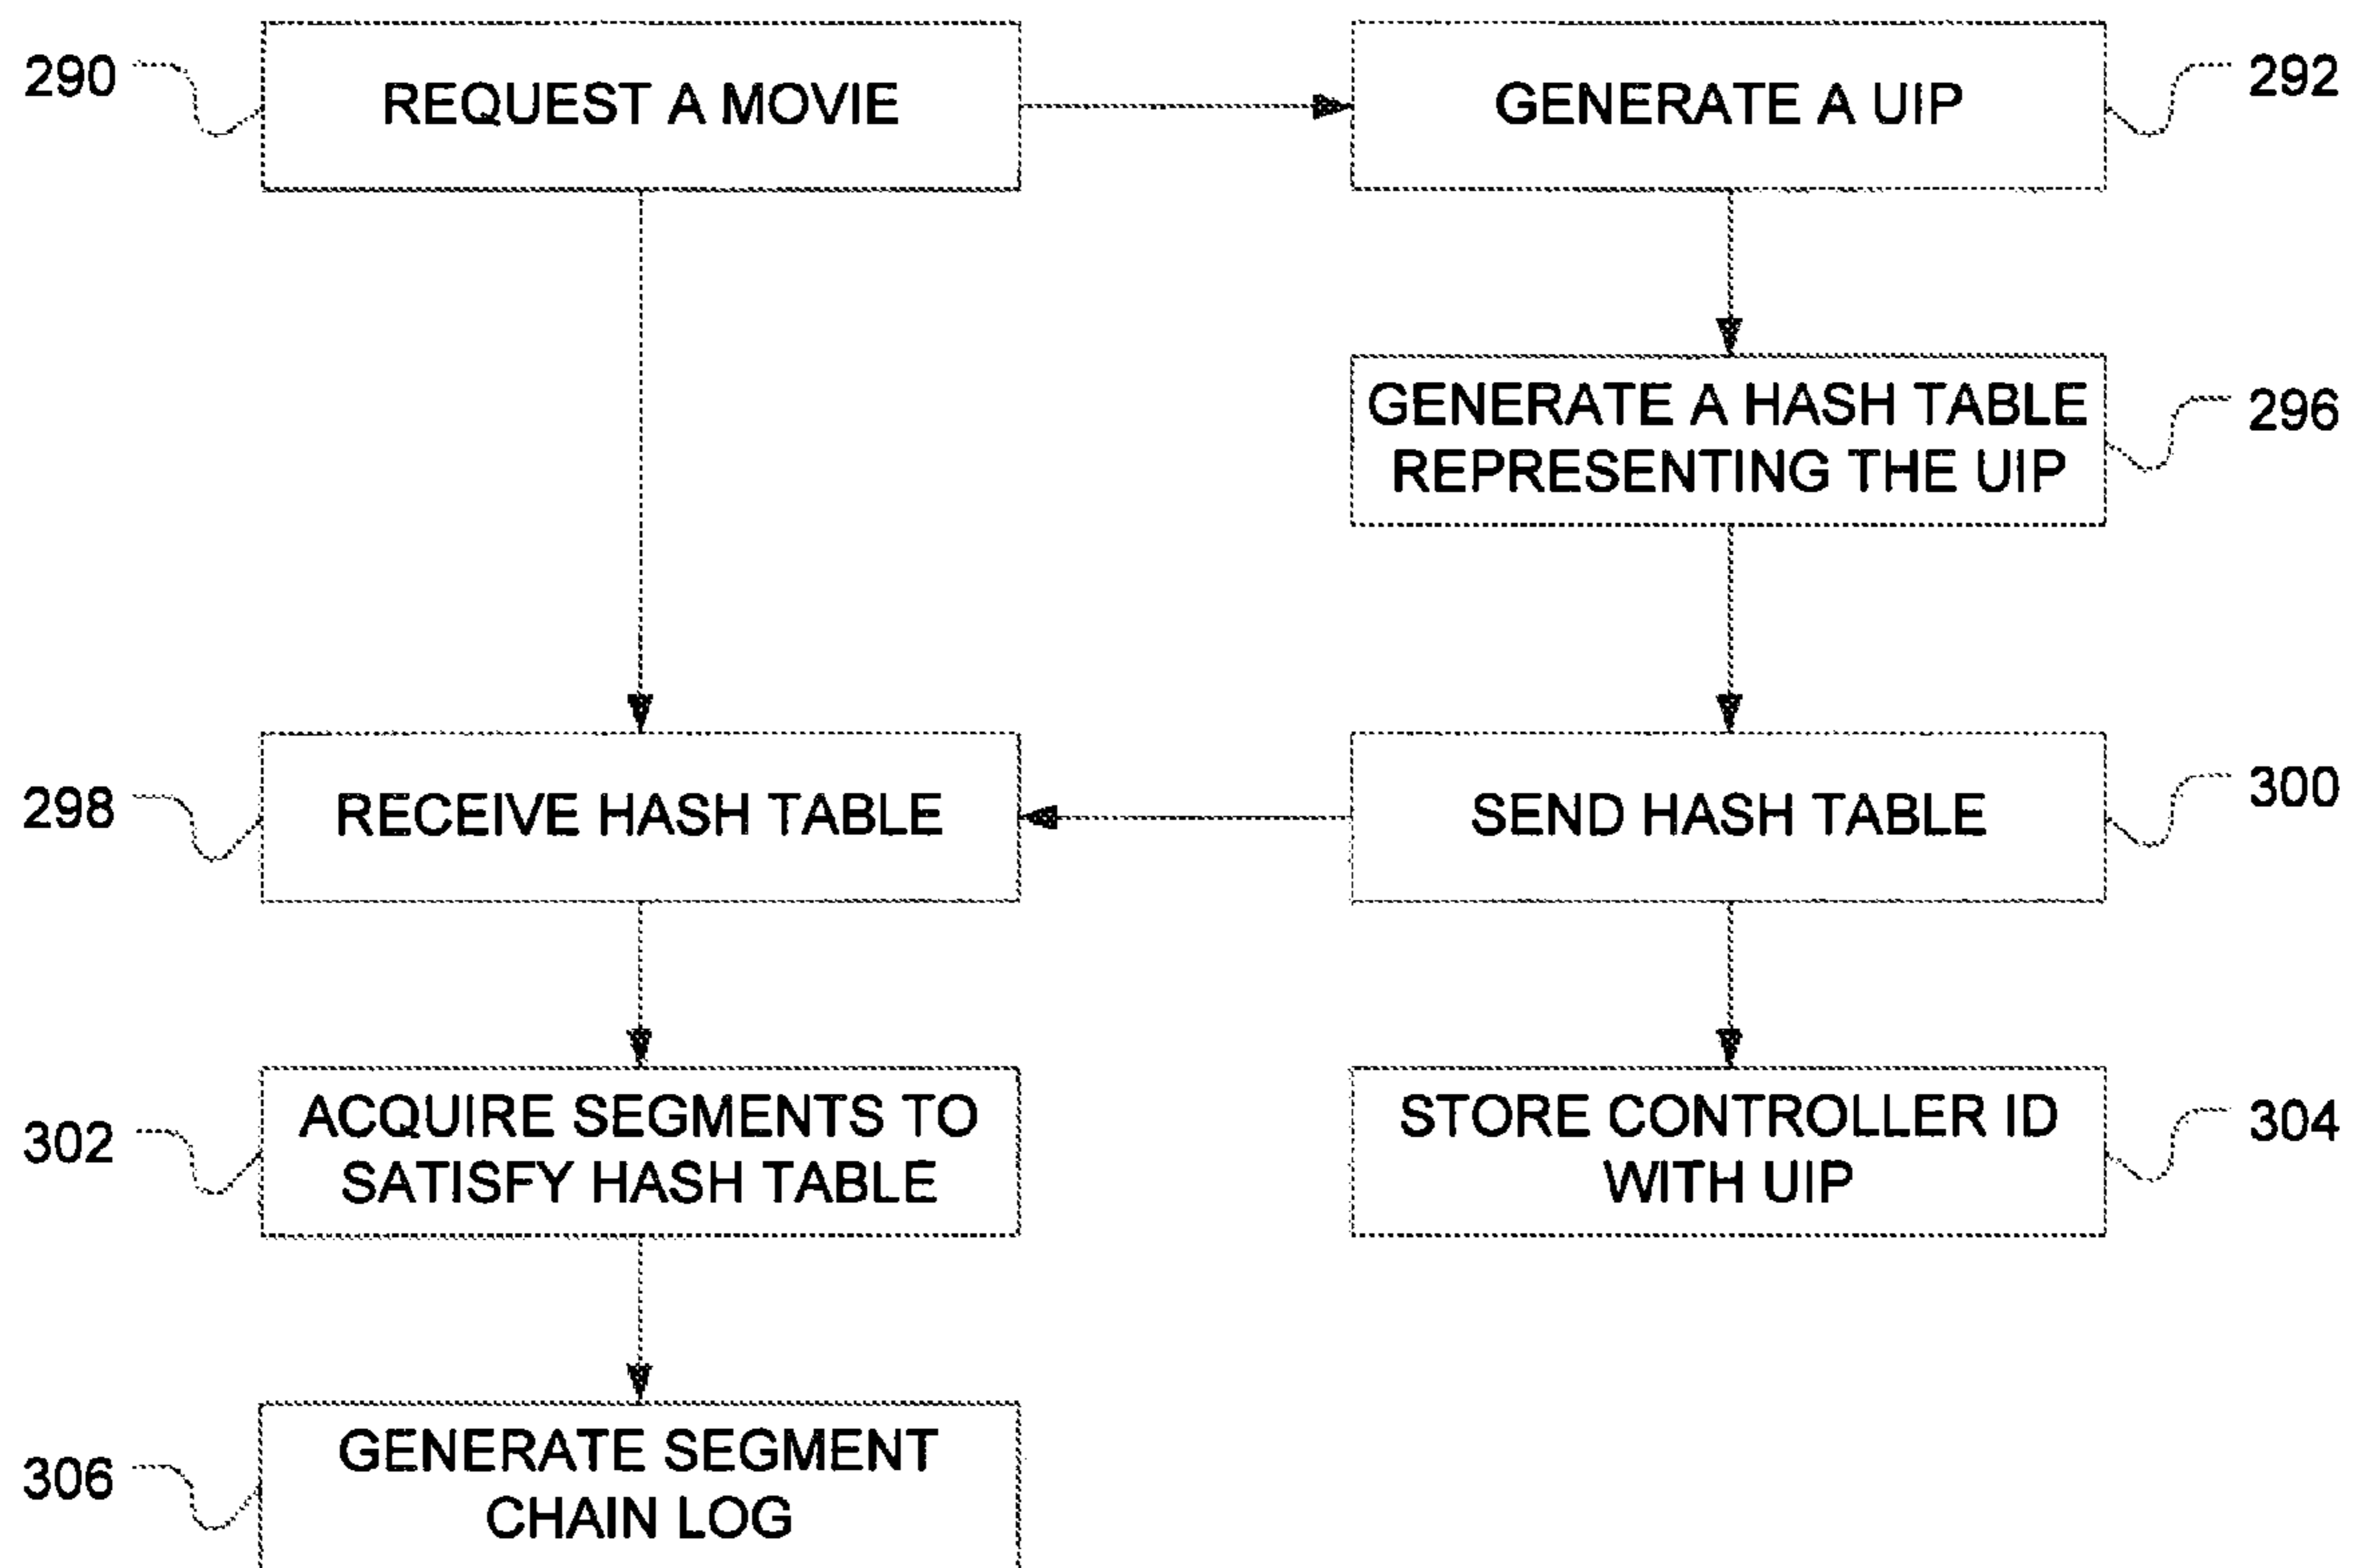 290
REQUEST A MOVIE
GENERATE A UIP
292
GENERATE A HASH TABLE
REPRESENTING THE UIP
296
298
RECEIVE HASH TABLE
SEND HASH TABLE
300
302
ACQUIRE SEGMENTS TO
SATISFY HASH TABLE
STORE CONTROLLER ID
WITH UIP
304
306
GENERATE SEGMENT
CHAIN LOG